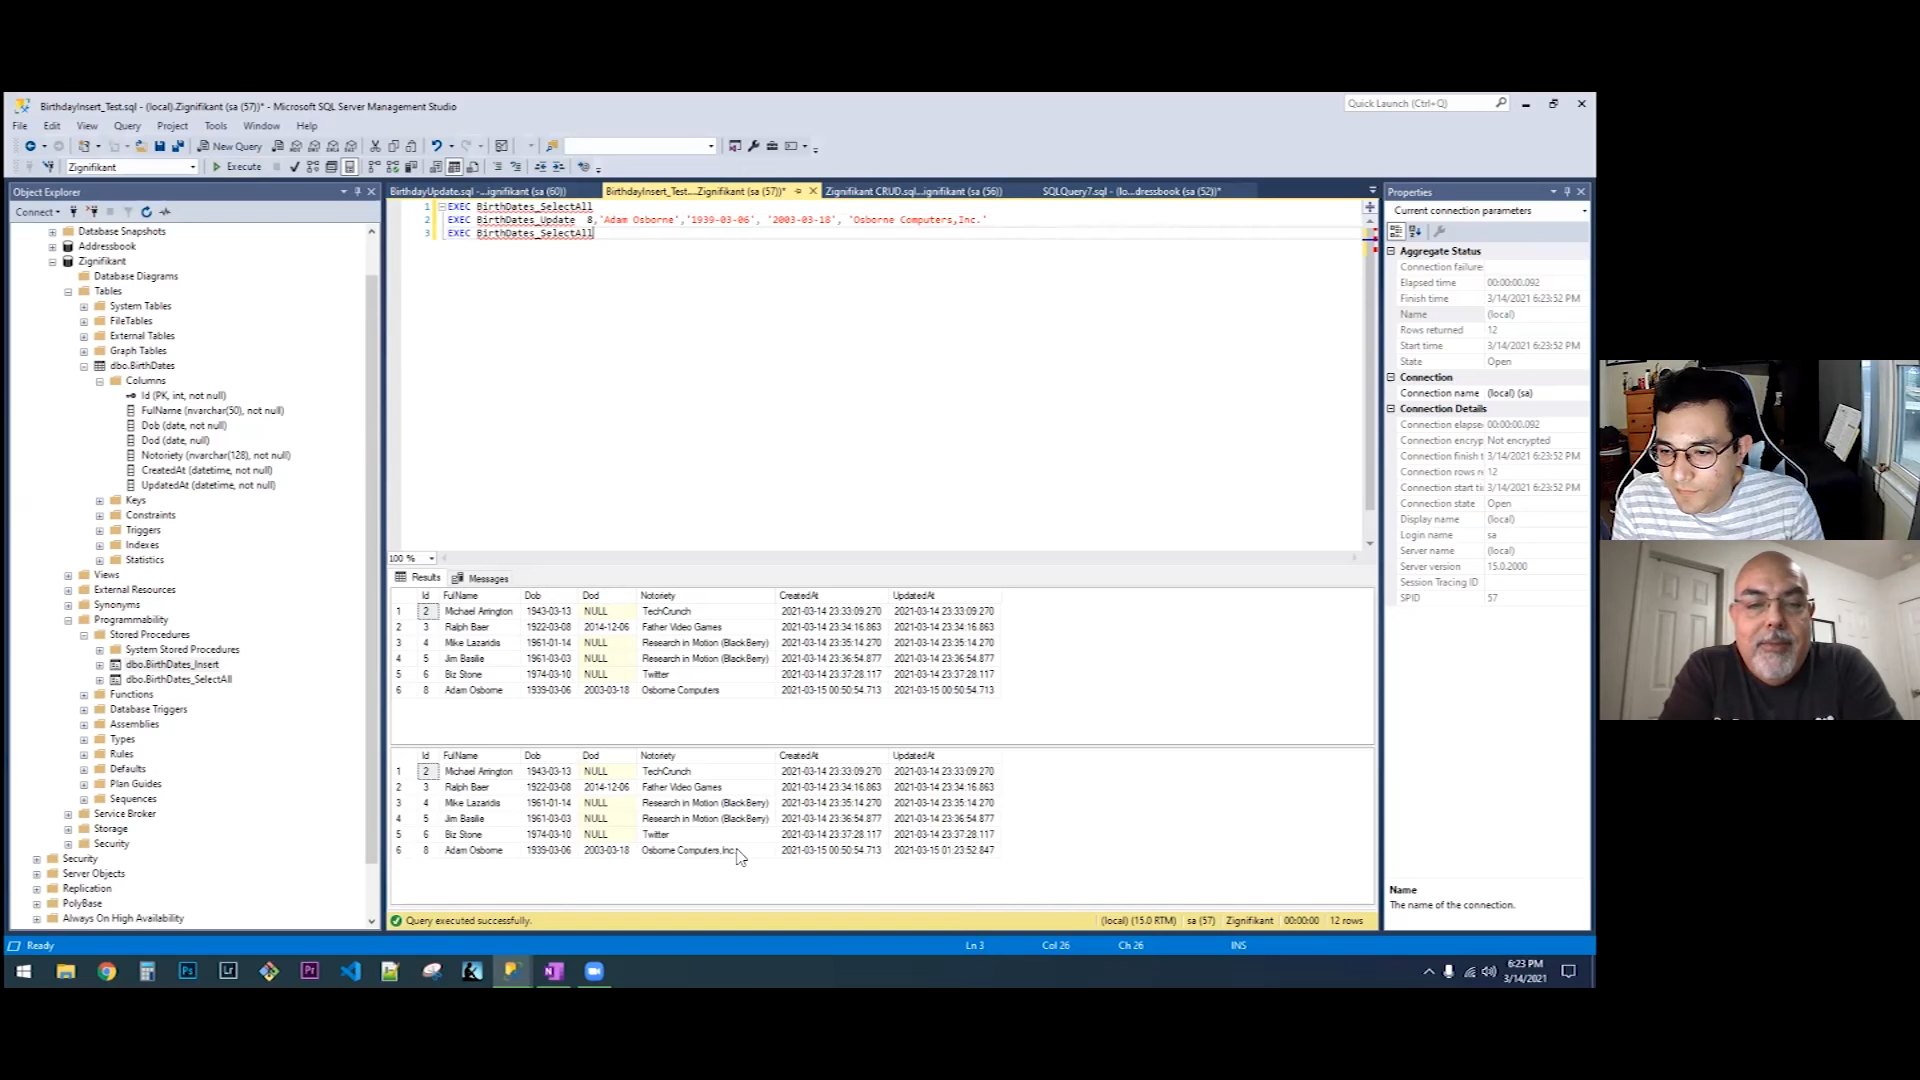 BirthdayInsert_Test.sql - (local).Zignifikant (sa (57))* - Microsoft SQL Server Management Studio
Quick Launch (Ctrl+Q)
File Edit View Query Project Tools Window Help
New Query
Zignifikant Execute
Object Explorer
Connect
Database Snapshots
Addressbook
Zignifikant
Database Diagrams
Tables
System Tables
FileTables
External Tables
Graph Tables
dbo.BirthDates
Columns
Id (PK, int, not null)
FulName (nvarchar(50), not null)
Dob (date, not null)
Dod (date, null)
Notoriety (nvarchar(128), not null)
CreatedAt (datetime, not null)
UpdatedAt (datetime, not null)
Keys
Constraints
Triggers
Indexes
Statistics
Views
External Resources
Synonyms
Programmability
Stored Procedures
System Stored Procedures
dbo.BirthDates_Insert
dbo.BirthDates_SelectAll
Functions
Database Triggers
Assemblies
Types
Rules
Defaults
Plan Guides
Sequences
Service Broker
Storage
Security
Security
Server Objects
Replication
PolyBase
Always On High Availability
BirthdayUpdate.sql -...ignifikant (sa (60)) BirthdayInsert_Test....Zignifikant (sa (57))* Zignifikant CRUD.sql...ignifikant (sa (56)) SQLQuery7.sql - (lo...dressbook (sa (52))*
1 EXEC BirthDates_SelectAll
2 EXEC BirthDates_Update 8,'Adam Osborne','1939-03-06', '2003-03-18', 'Osborne Computers,Inc.'
3 EXEC BirthDates_SelectAll
100 %
Results Messages
Id FulName Dob Dod Notoriety CreatedAt UpdatedAt
1 2 Michael Arrington 1943-03-13 NULL TechCrunch 2021-03-14 23:33:09.270 2021-03-14 23:33:09.270
2 3 Ralph Baer 1922-03-08 2014-12-06 Father Video Games 2021-03-14 23:34:16.863 2021-03-14 23:34:16.863
3 4 Mike Lazaridis 1961-01-14 NULL Research in Motion (BlackBerry) 2021-03-14 23:35:14.270 2021-03-14 23:35:14.270
4 5 Jim Basilie 1961-03-03 NULL Research in Motion (BlackBerry) 2021-03-14 23:36:54.877 2021-03-14 23:36:54.877
5 6 Biz Stone 1974-03-10 NULL Twitter 2021-03-14 23:37:28.117 2021-03-14 23:37:28.117
6 8 Adam Osborne 1939-03-06 2003-03-18 Osborne Computers 2021-03-15 00:50:54.713 2021-03-15 00:50:54.713
Id FulName Dob Dod Notoriety CreatedAt UpdatedAt
1 2 Michael Arrington 1943-03-13 NULL TechCrunch 2021-03-14 23:33:09.270 2021-03-14 23:33:09.270
2 3 Ralph Baer 1922-03-08 2014-12-06 Father Video Games 2021-03-14 23:34:16.863 2021-03-14 23:34:16.863
3 4 Mike Lazaridis 1961-01-14 NULL Research in Motion (BlackBerry) 2021-03-14 23:35:14.270 2021-03-14 23:35:14.270
4 5 Jim Basilie 1961-03-03 NULL Research in Motion (BlackBerry) 2021-03-14 23:36:54.877 2021-03-14 23:36:54.877
5 6 Biz Stone 1974-03-10 NULL Twitter 2021-03-14 23:37:28.117 2021-03-14 23:37:28.117
6 8 Adam Osborne 1939-03-06 2003-03-18 Osborne Computers,Inc. 2021-03-15 00:50:54.713 2021-03-15 01:23:52.847
Query executed successfully. (local) (15.0 RTM) sa (57) Zignifikant 00:00:00 12 rows
Properties
Current connection parameters
Aggregate Status
Connection failure:
Elapsed time 00:00:00.092
Finish time 3/14/2021 6:23:52 PM
Name (local)
Rows returned 12
Start time 3/14/2021 6:23:52 PM
State Open
Connection
Connection name (local) (sa)
Connection Details
Connection elapse 00:00:00.092
Connection encryp Not encrypted
Connection finish t 3/14/2021 6:23:52 PM
Connection rows r 12
Connection start ti 3/14/2021 6:23:52 PM
Connection state Open
Display name (local)
Login name sa
Server name (local)
Server version 15.0.2000
Session Tracing ID
SPID 57
Name
The name of the connection.
Ready Ln 3 Col 26 Ch 26 INS
Ps Lr Pr
6:23 PM
3/14/2021